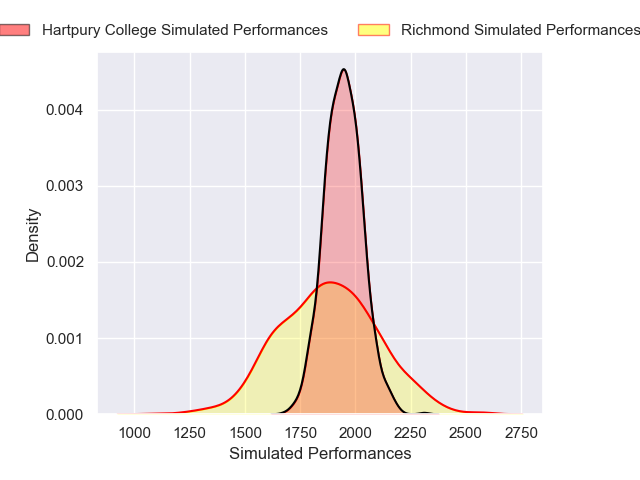 Hartpury College Simulated Performances Richmond Simulated Performances
0.004
0.003
0.002
0.001
0.000
Density
1000 1250 1500 1750 2000 2250 2500 2750
Simulated Performances